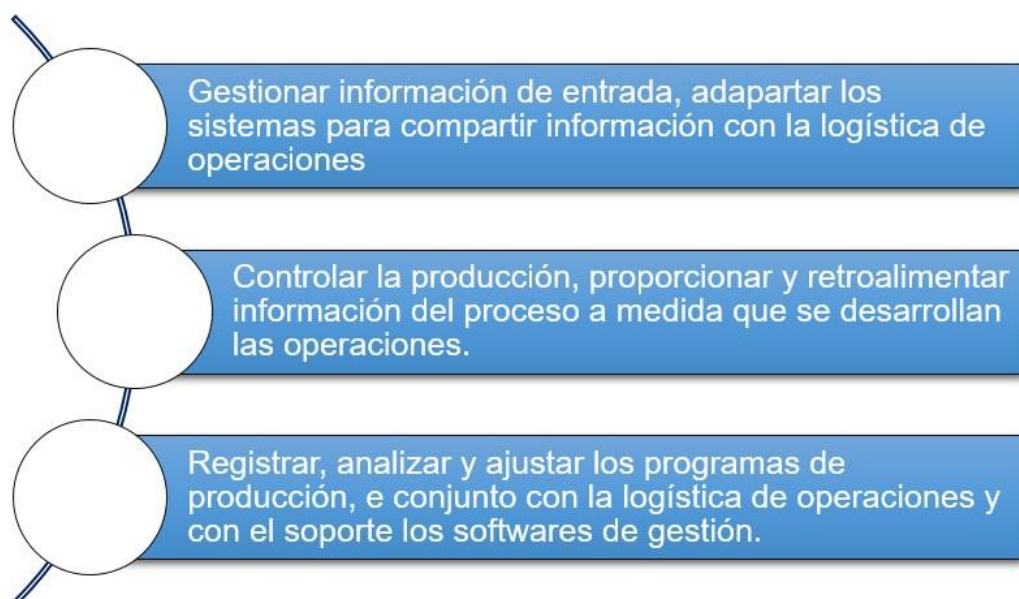 Gestionar información de entrada, adapartar los
sistemas para compartir información con la logística de
operaciones
Controlar la producción, proporcionar y retroalimentar
información del proceso a medida que se desarrollan
las operaciones.
Registrar, analizar y ajustar los programas de
producción, e conjunto con la logística de operaciones y
con el soporte los softwares de gestión.